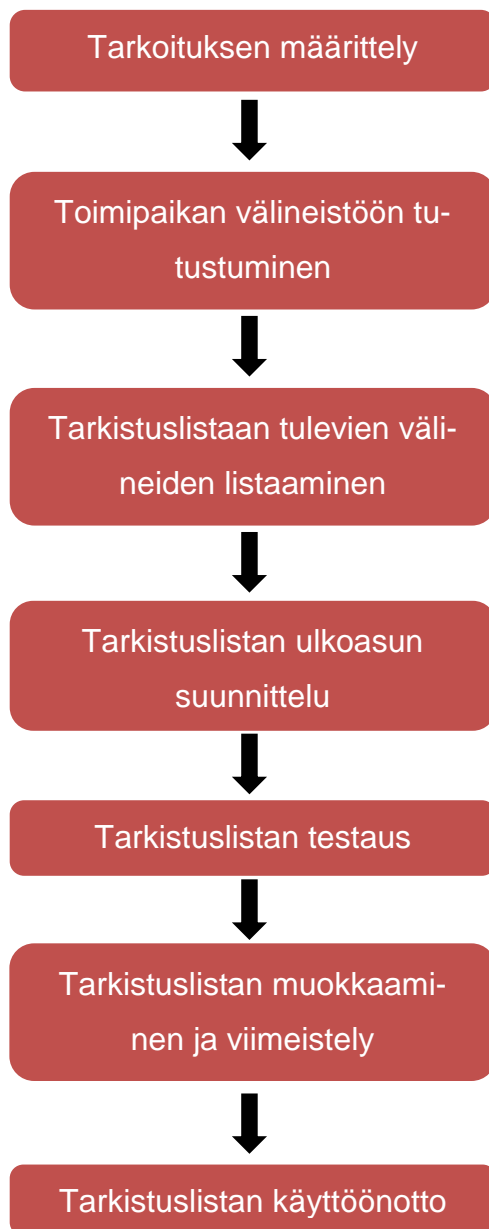 Tarkoituksen määrittely
Toimipaikan välineistöön tu-
tustuminen
Tarkistuslistaan tulevien väli-
neiden listaaminen
Tarkistuslistan ulkoasun
suunnittelu
Tarkistuslistan testaus
Tarkistuslistan muokkaami-
nen ja viimeistely
Tarkistuslistan käyttöönotto